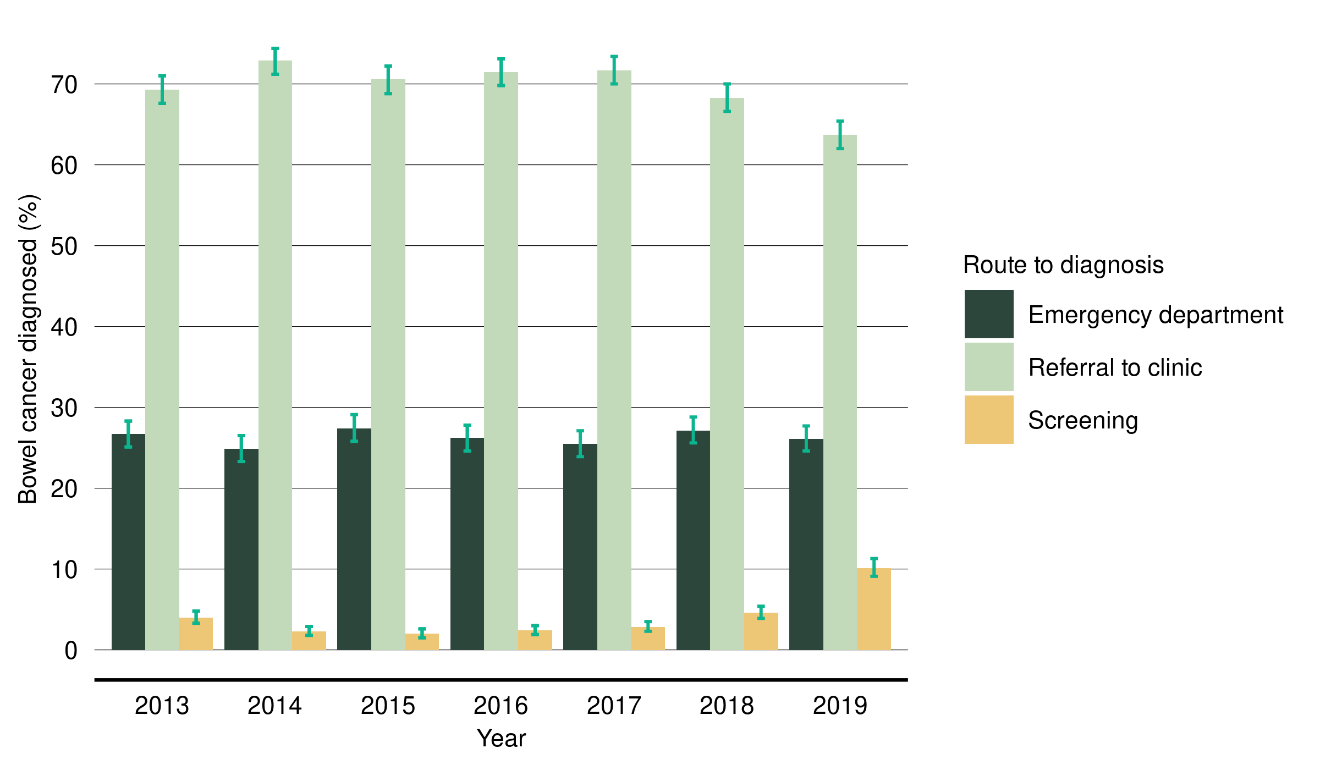 70
60
50
40
30
20
10
0
Bowel cancer diagnosed (%)
2013 2014 2015 2016 2017 2018 2019
Year
Route to diagnosis
Emergency department
Referral to clinic
Screening